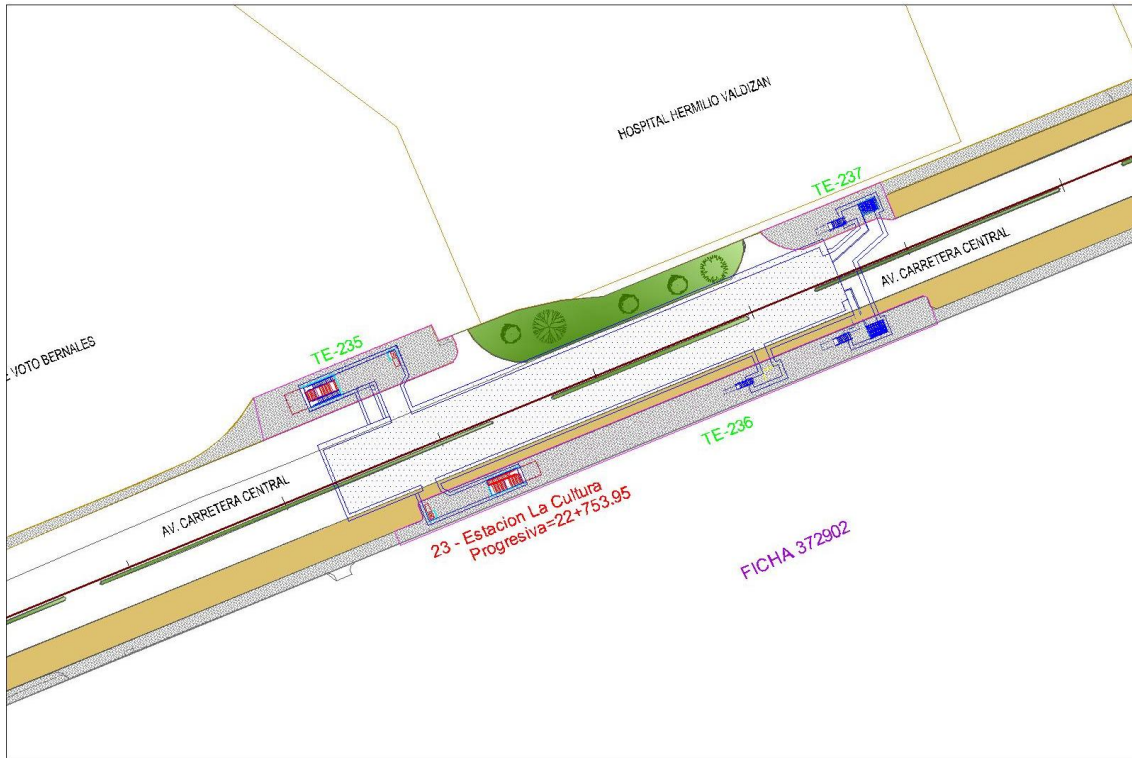 HOSPITAL HERMILIO VALDIZAN
TE-237
AV. CARRETERA CENTRAL
TE-235
VOTO BERNALES
TE-236
AV. CARRETERA CENTRAL
23 - Estacion La Cultura
Progresiva=22+753.95
FICHA 372902